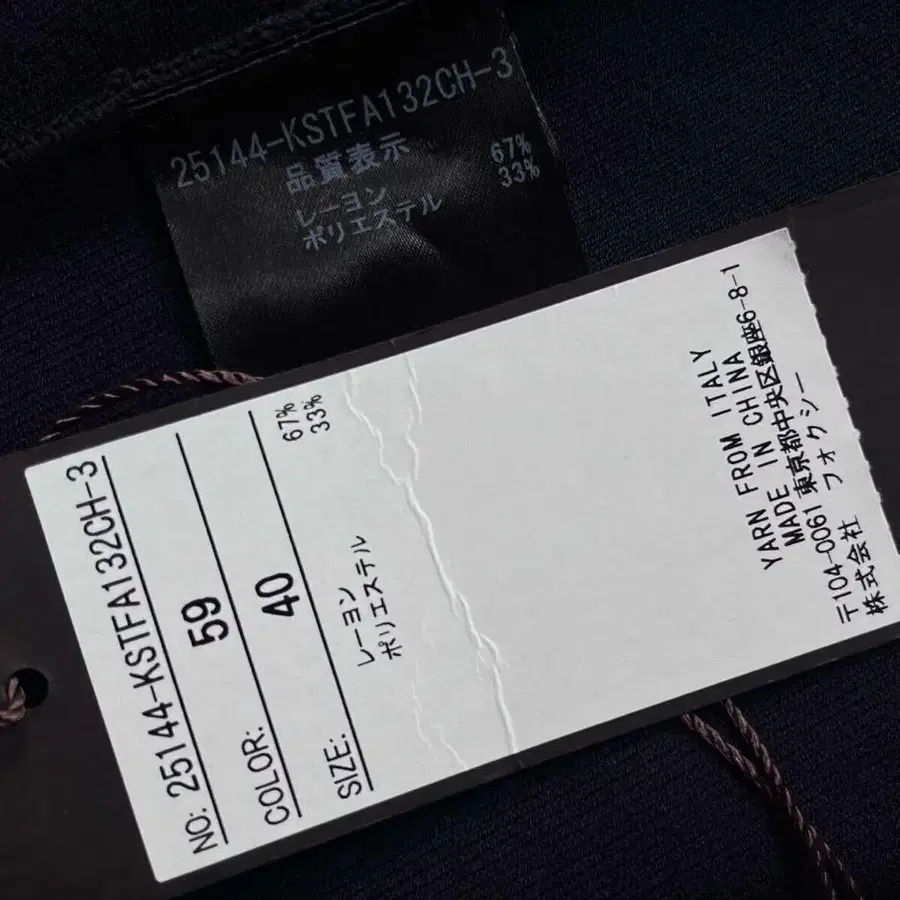 25144-KSTFA132CH-3
品質表示
レーヨン 67%
ポリエステル 33%
NO: 25144-KSTFA132CH-3
COLOR: 59
SIZE: 40
レーヨン 67%
ポリエステル 33%
YARN FROM ITALY
MADE IN CHINA
〒104-0061 東京都中央区銀座6-8-1
株式会社 フォクシー